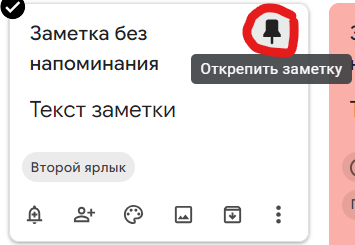 Заметка без
напоминания
Открепить заметку
Текст заметки
Второй ярлык